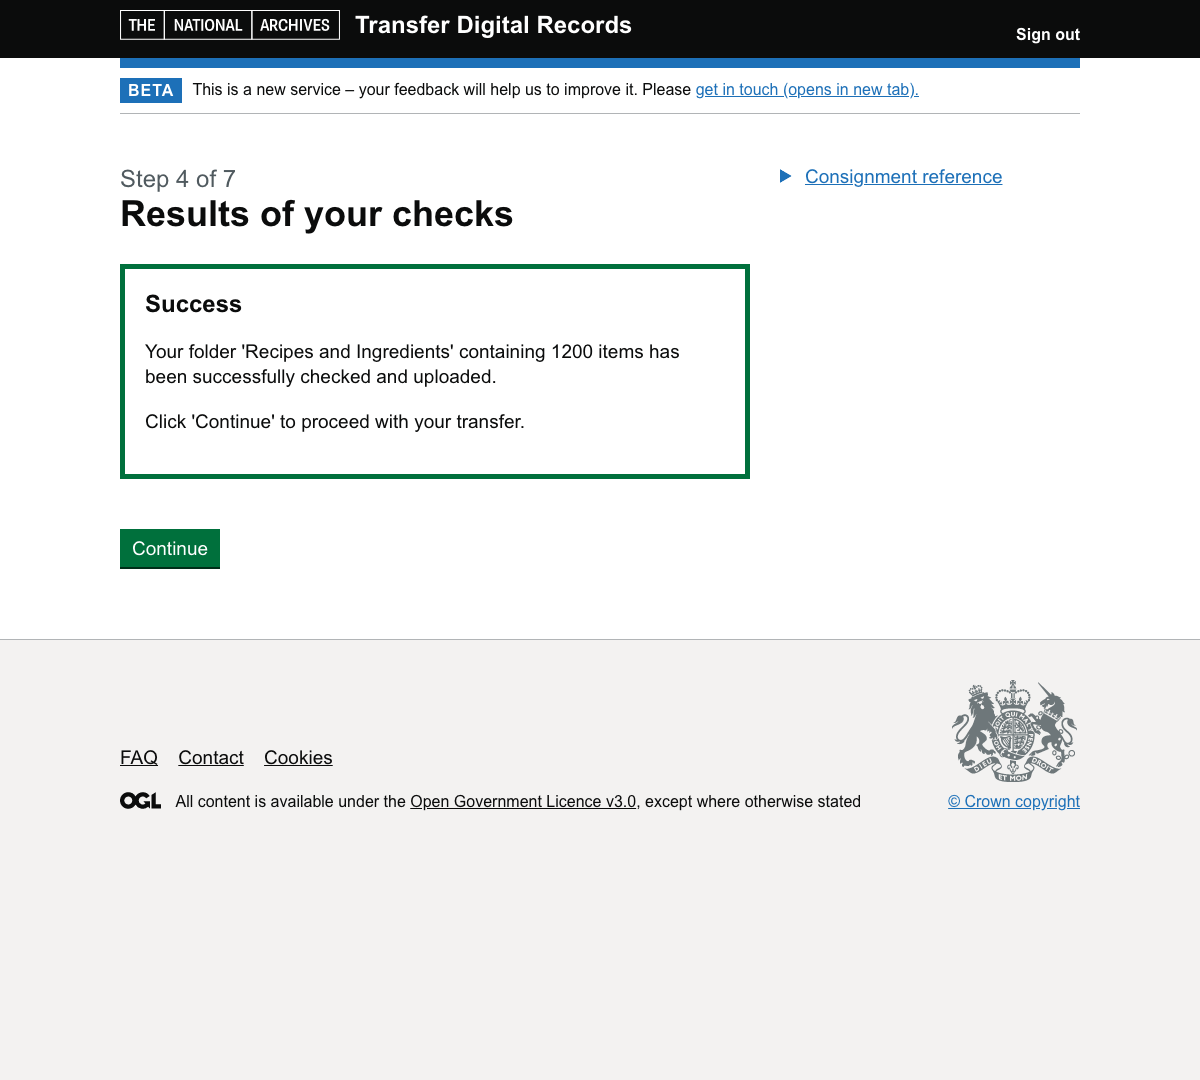 THE NATIONAL ARCHIVES Transfer Digital Records
Sign out
BETA This is a new service – your feedback will help us to improve it. Please get in touch (opens in new tab).
Step 4 of 7
Results of your checks
Consignment reference
Success
Your folder 'Recipes and Ingredients' containing 1200 items has
been successfully checked and uploaded.
Click 'Continue' to proceed with your transfer.
Continue
FAQ Contact Cookies
DIEU ET MON DROIT
OGL All content is available under the Open Government Licence v3.0, except where otherwise stated
© Crown copyright